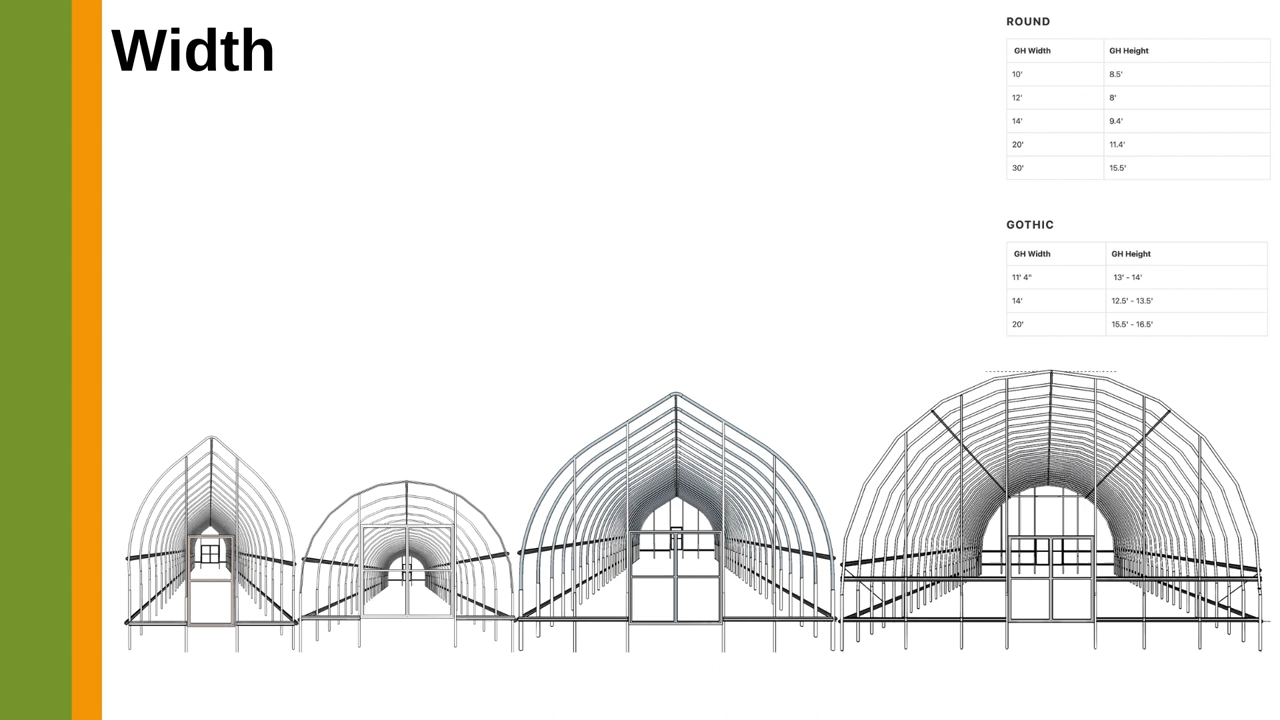 Width
ROUND
GH Width GH Height
10' 8.5'
12' 8'
14' 9.4'
20' 11.4'
30' 15.5'
GOTHIC
GH Width GH Height
11' 4" 13' - 14'
14' 12.5' - 13.5'
20' 15.5' - 16.5'